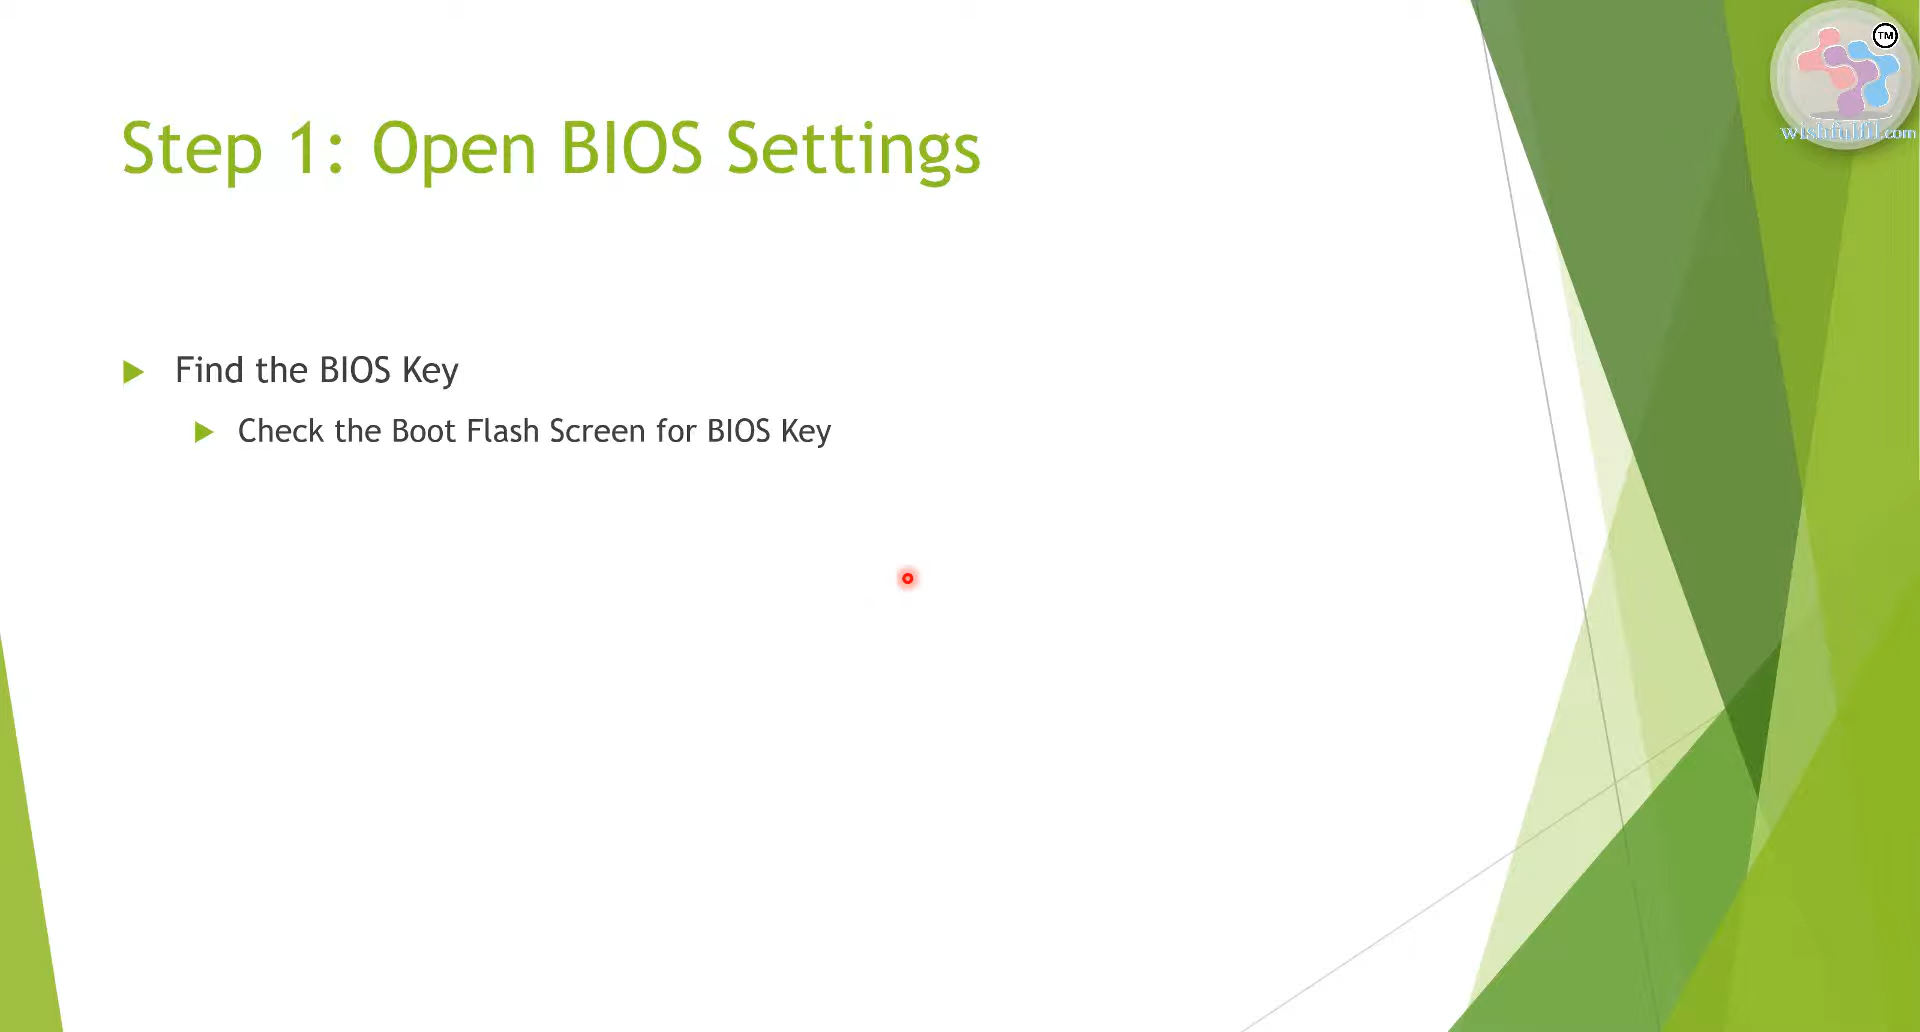 Step 1: Open BIOS Settings
Find the BIOS Key
Check the Boot Flash Screen for BIOS Key
TM
wishfulfil.com